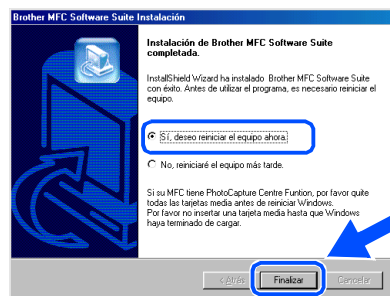 Brother MFC Software Suite Instalación
Instalación de Brother MFC Software Suite
completada.
InstallShield Wizard ha instalado Brother MFC Software Suite
con éxito. Antes de utilizar el programa, es necesario reiniciar el
equipo.
Sí, deseo reiniciar el equipo ahora.
No, reiniciaré el equipo más tarde.
Si su MFC tiene PhotoCapture Centre Funtion, por favor quite
todas las tarjetas media antes de reiniciar Windows.
Por favor no insertar una tarjeta media hasta que Windows
haya terminado de cargar.
< Atrás Finalizar Cancelar